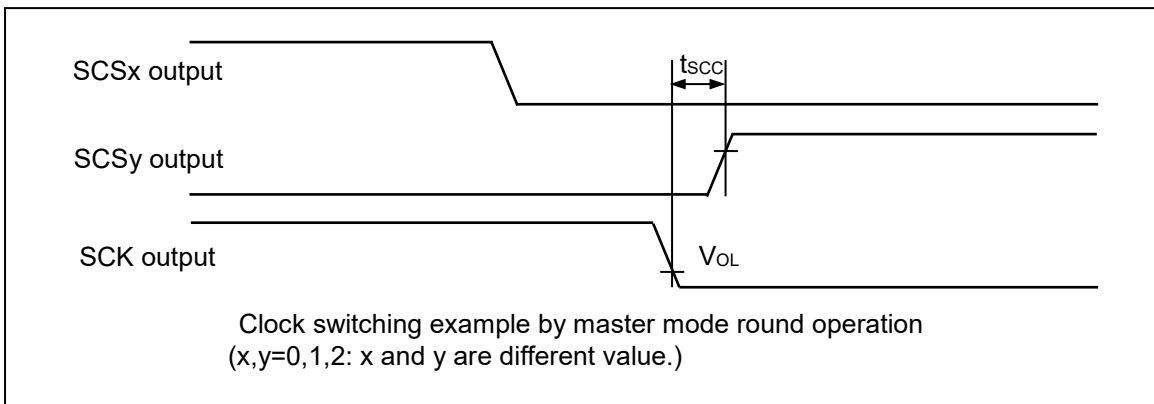 SCSx output
tSCC
SCSy output
SCK output
VOL
Clock switching example by master mode round operation
(x,y=0,1,2: x and y are different value.)